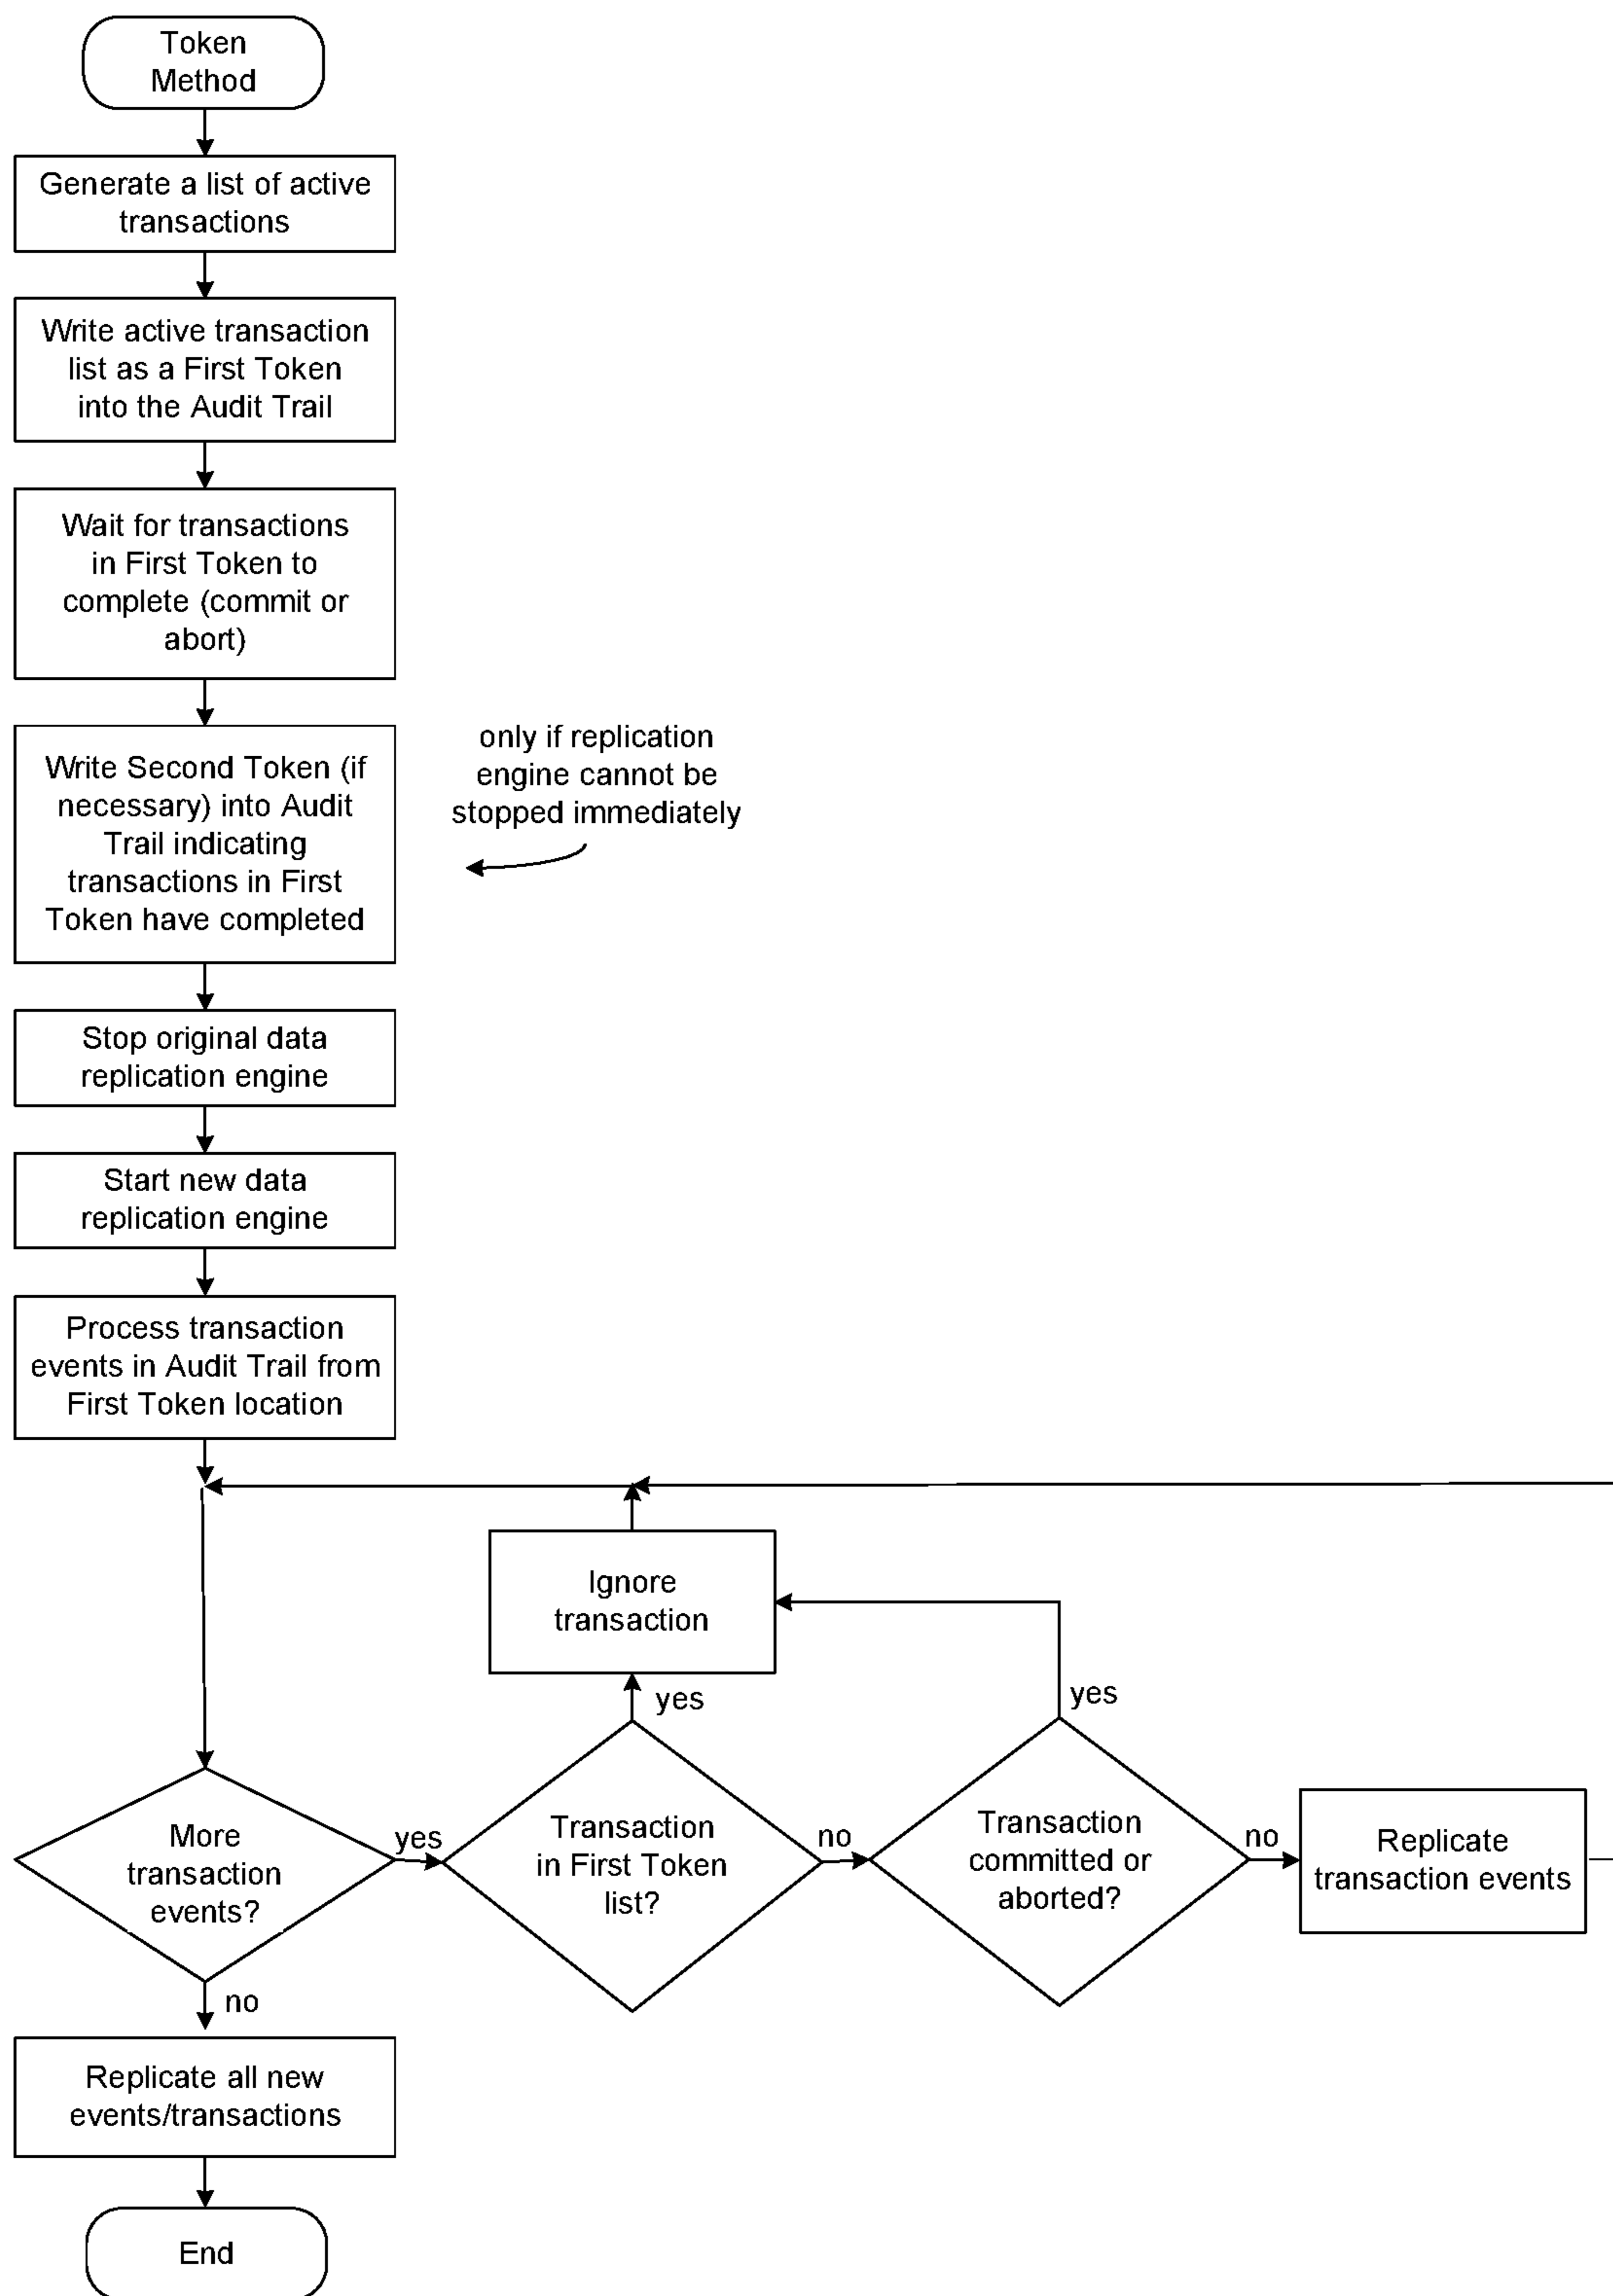 Token
Method
Generate a list of active
transactions
Write active transaction
list as a First Token
into the Audit Trail
Wait for transactions
in First Token to
complete (commit or
abort)
Write Second Token (if
necessary) into Audit
Trail indicating
transactions in First
Token have completed
only if replication
engine cannot be
stopped immediately
Stop original data
replication engine
Start new data
replication engine
Process transaction
events in Audit Trail from
First Token location
Ignore
transaction
yes
yes
More
transaction
events?
yes
Transaction
in First Token
list?
no
Transaction
committed or
aborted?
no
Replicate
transaction events
no
Replicate all new
events/transactions
End